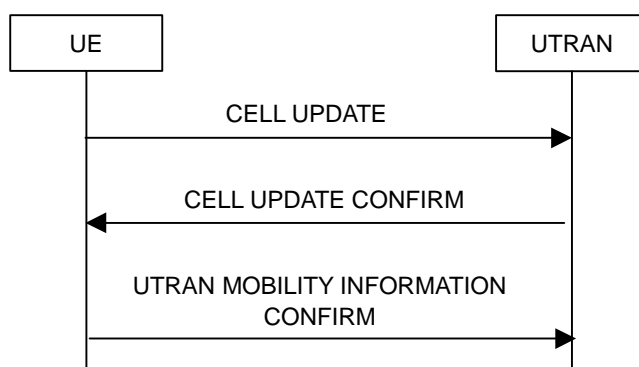 UE
UTRAN
CELL UPDATE
CELL UPDATE CONFIRM
UTRAN MOBILITY INFORMATION
CONFIRM